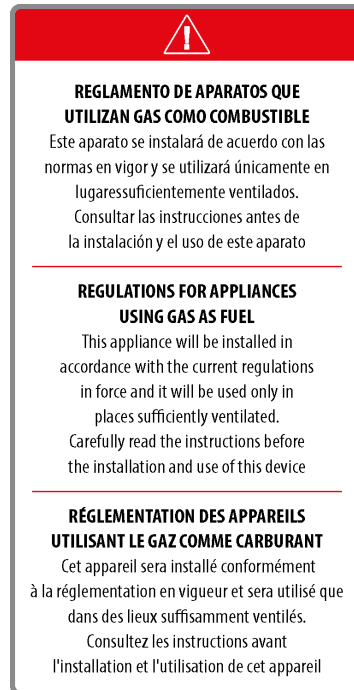 REGLAMENTO DE APARATOS QUE
UTILIZAN GAS COMO COMBUSTIBLE
Este aparato se instalará de acuerdo con las
normas en vigor y se utilizará únicamente en
lugaressuficientemente ventilados.
Consultar las instrucciones antes de
la instalación y el uso de este aparato
REGULATIONS FOR APPLIANCES
USING GAS AS FUEL
This appliance will be installed in
accordance with the current regulations
in force and it will be used only in
places sufficiently ventilated.
Carefully read the instructions before
the installation and use of this device
RÉGLEMENTATION DES APPAREILS
UTILISANT LE GAZ COMME CARBURANT
Cet appareil sera installé conformément
à la réglementation en vigueur et sera utilisé que
dans des lieux suffisamment ventilés.
Consultez les instructions avant
l'installation et l'utilisation de cet appareil